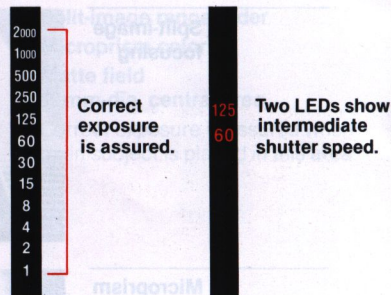 2000
1000
500
250
125
60
30
15
8
4
2
1
Correct
exposure
is assured.
125
60
Two LEDs show
intermediate
shutter speed.
Split-Image
focusing
Microprism